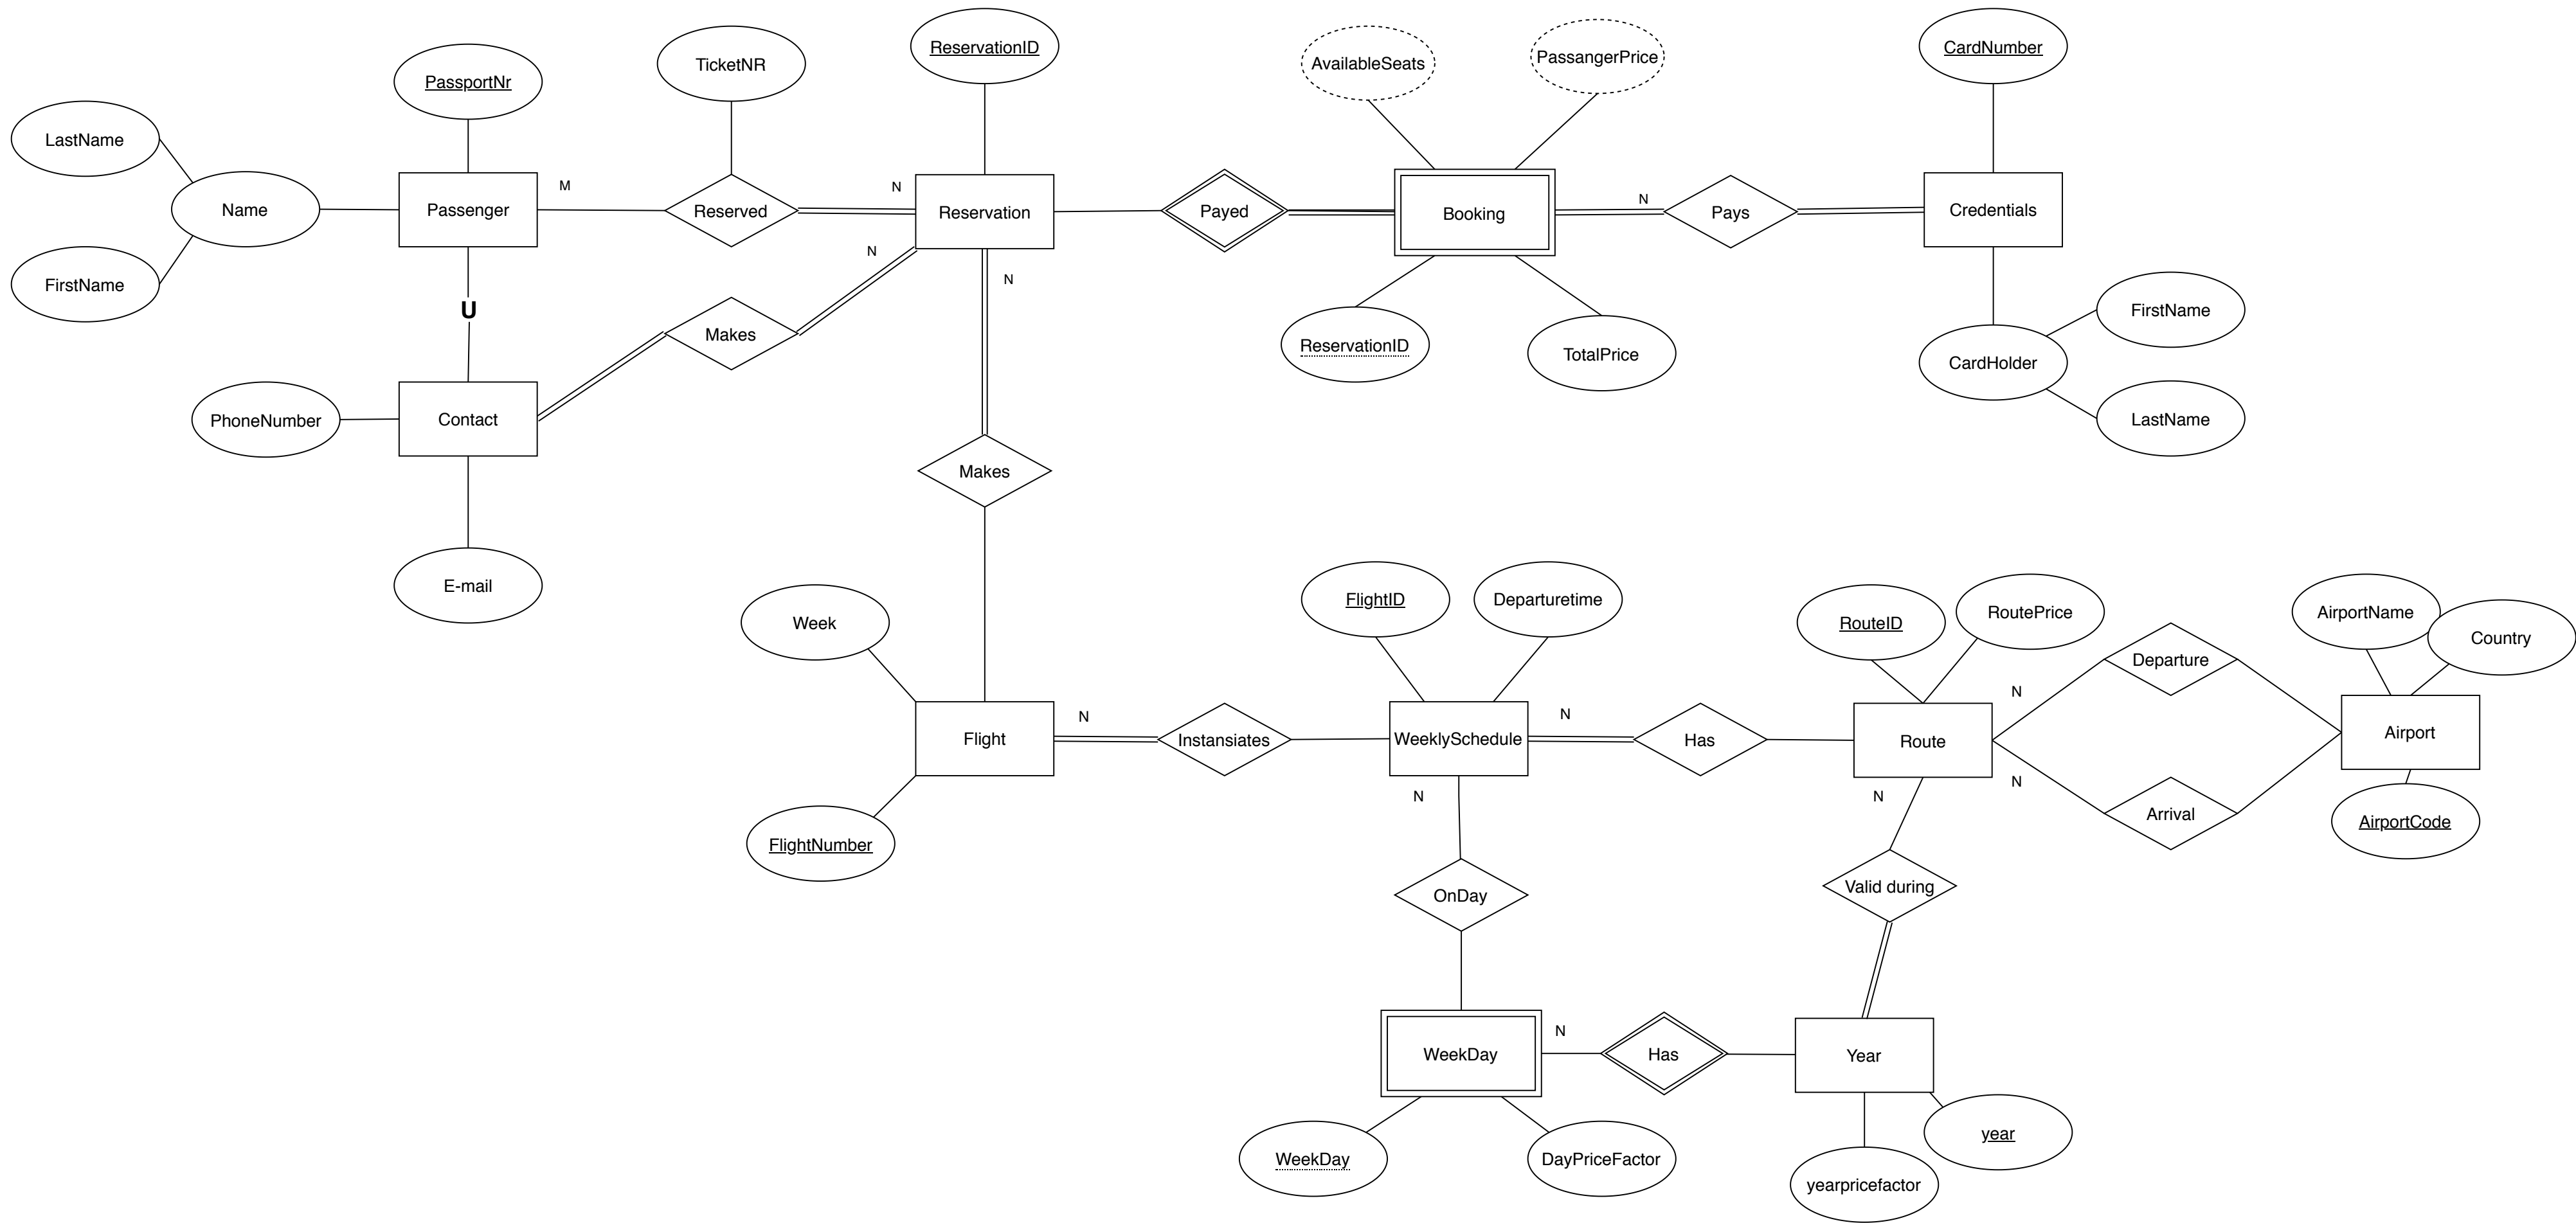 ReservationID
CardNumber
AvailableSeats
PassangerPrice
TicketNR
PassportNr
LastName
M
N
N
Name
Passenger
Reserved
Reservation
Payed
Booking
Pays
Credentials
N
N
FirstName
U
Makes
ReservationID
TotalPrice
CardHolder
FirstName
LastName
PhoneNumber
Contact
Makes
E-mail
Week
FlightID
Departuretime
RouteID
RoutePrice
AirportName
Country
Departure
N
N
N
Flight
Instansiates
WeeklySchedule
Has
Route
Airport
N
N
N
Arrival
AirportCode
FlightNumber
OnDay
Valid during
N
WeekDay
Has
Year
year
WeekDay
DayPriceFactor
yearpricefactor